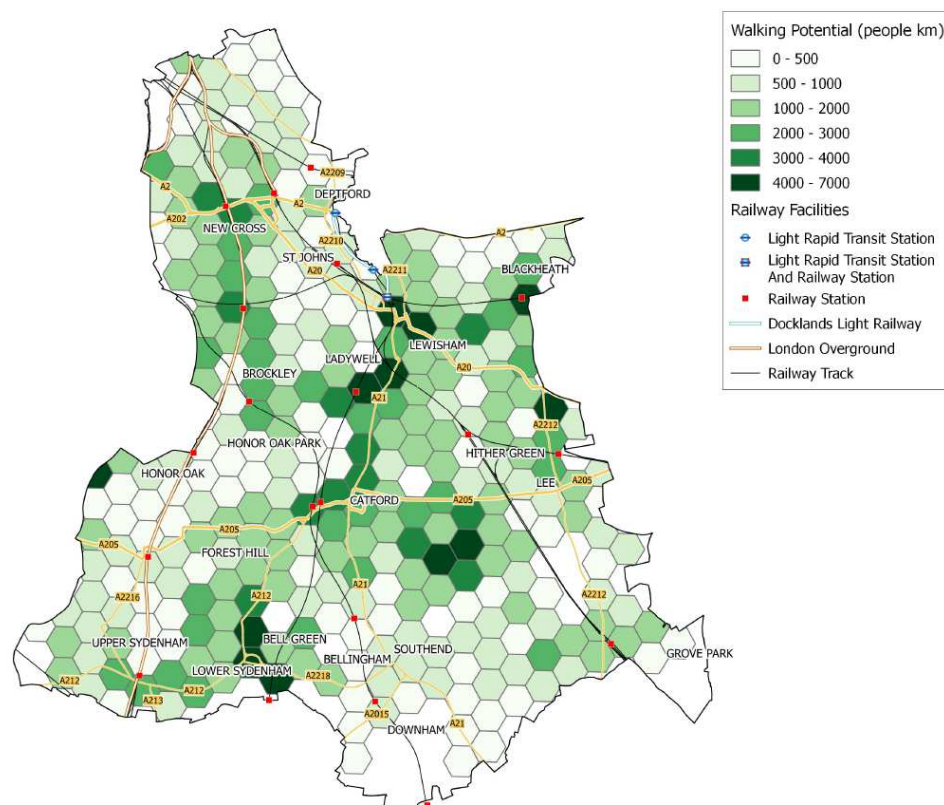 Walking Potential (people km)
0 - 500
500 - 1000
1000 - 2000
2000 - 3000
3000 - 4000
4000 - 7000
Railway Facilities
Light Rapid Transit Station
Light Rapid Transit Station
And Railway Station
Railway Station
Docklands Light Railway
London Overground
Railway Track
A2209
A2
DEPTFORD
A2
A202
NEW CROSS
A2210
A2
ST JOHNS
A20
A2211
BLACKHEATH
LEWISHAM
LADYWELL
A20
BROCKLEY
A21
A2212
HONOR OAK PARK
HITHER GREEN
HONOR OAK
LEE
A205
CATFORD
A205
A205
A205
FOREST HILL
A21
A2216
A212
A2212
UPPER SYDENHAM
BELL GREEN
SOUTHEND
GROVE PARK
BELLINGHAM
LOWER SYDENHAM
A212
A2218
A212
A213
A2015
A21
DOWNHAM